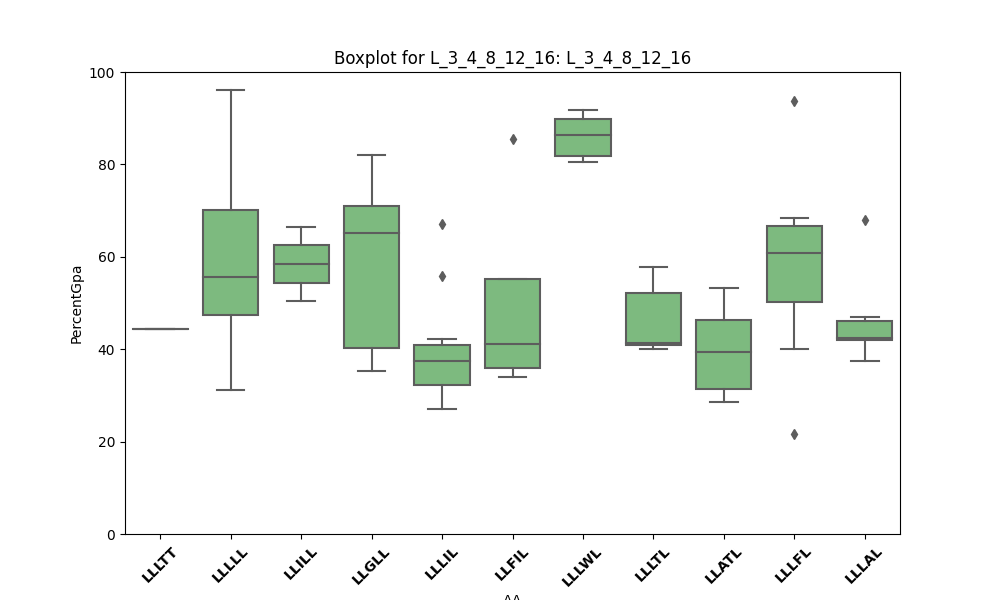 Boxplot for L_3_4_8_12_16: L_3_4_8_12_16
100
80
60
40
20
0
PercentGpa
LLLTT LLLLL LLILL LLGLL LLLIL LLFIL LLLWL LLLTL LLATL LLLFL LLLAL
AA